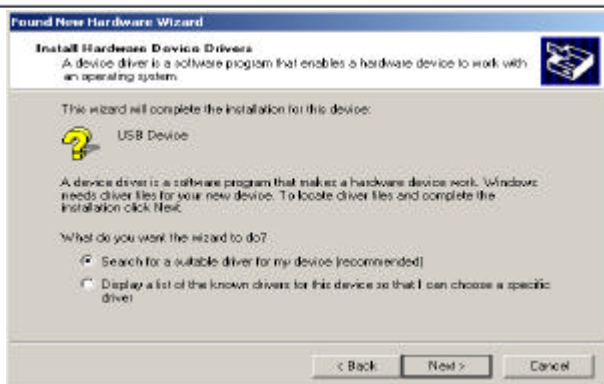 Found New Hardware Wizard
Install Hardware Device Drivers
A device driver is a software program that enables a hardware device to work with
an operating system.
This wizard will complete the installation for this device:
USB Device
A device driver is a software program that makes a hardware device work. Windows
needs driver files for your new device. To locate driver files and complete the
installation click Next.
What do you want the wizard to do?
Search for a suitable driver for my device (recommended)
Display a list of the known drivers for this device so that I can choose a specific
driver
< Back
Next >
Cancel